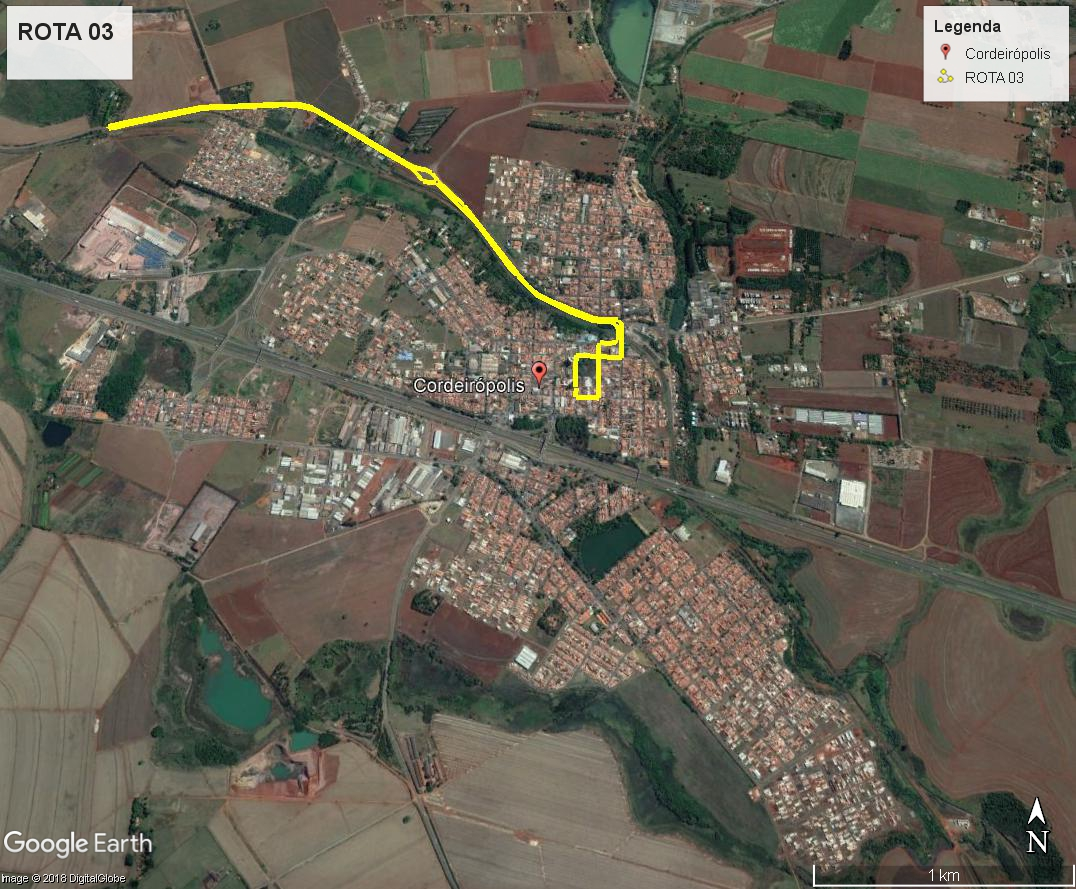 ROTA 03
Legenda
Cordeirópolis
ROTA 03
Cordeirópolis
Google Earth
N
Image © 2018 DigitalGlobe
1 km